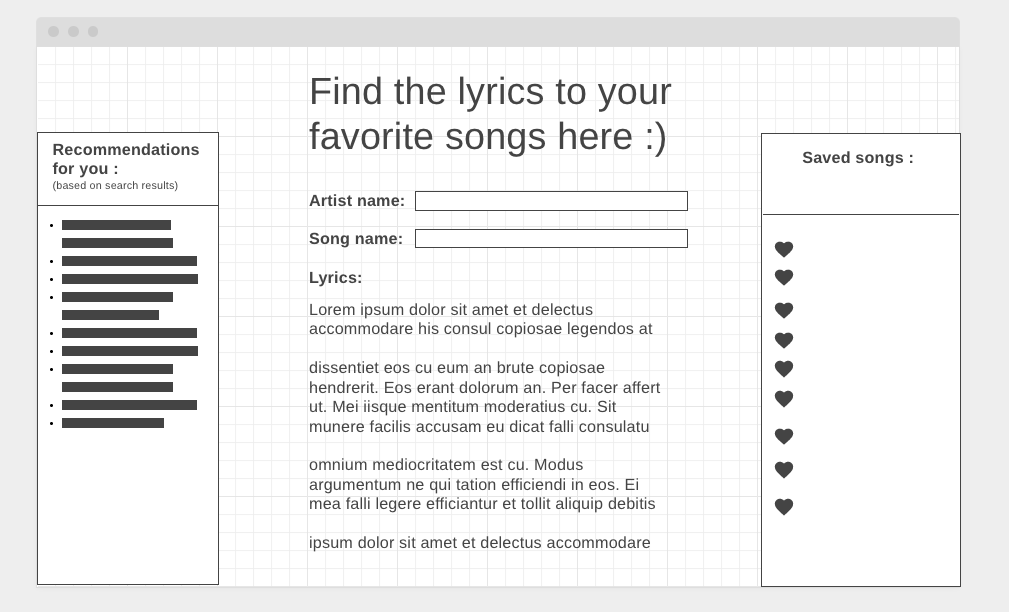 Find the lyrics to your
favorite songs here :)
Recommendations
for you :
(based on search results)
Artist name:
Song name:
Lyrics:
Lorem ipsum dolor sit amet et delectus
accommodare his consul copiosae legendos at
dissentiet eos cu eum an brute copiosae
hendrerit. Eos erant dolorum an. Per facer affert
ut. Mei iisque mentitum moderatius cu. Sit
munere facilis accusam eu dicat falli consulatu
omnium mediocritatem est cu. Modus
argumentum ne qui tation efficiendi in eos. Ei
mea falli legere efficiantur et tollit aliquip debitis
ipsum dolor sit amet et delectus accommodare
Saved songs :